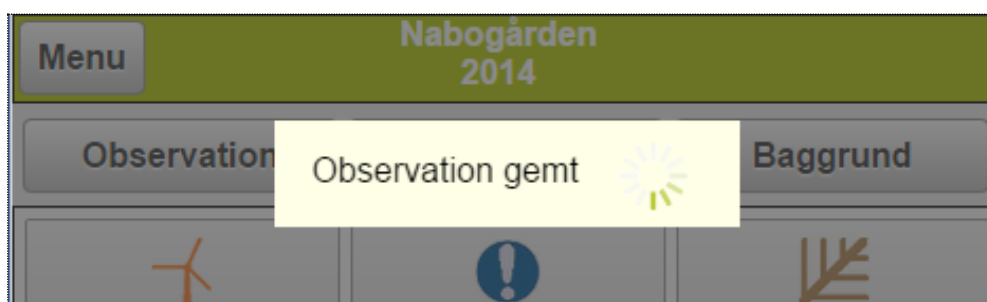 Menu
Nabogården
2014
Observation
Baggrund
Observation gemt